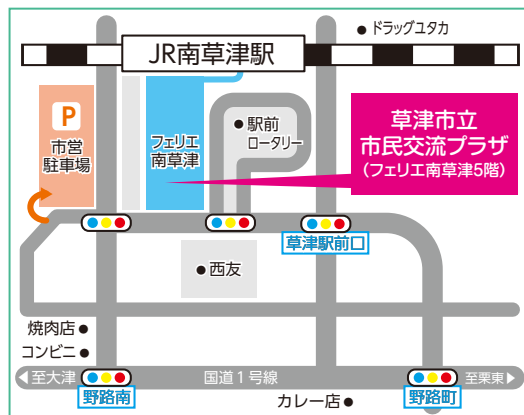 ドラッグユタカ
JR南草津駅
P
市営
駐車場
フェリエ
南草津
駅前
ロータリー
草津市立
市民交流プラザ
(フェリエ南草津5階)
草津駅前口
西友
焼肉店
コンビニ
至大津
国道1号線
至栗東
野路南
カレー店
野路町